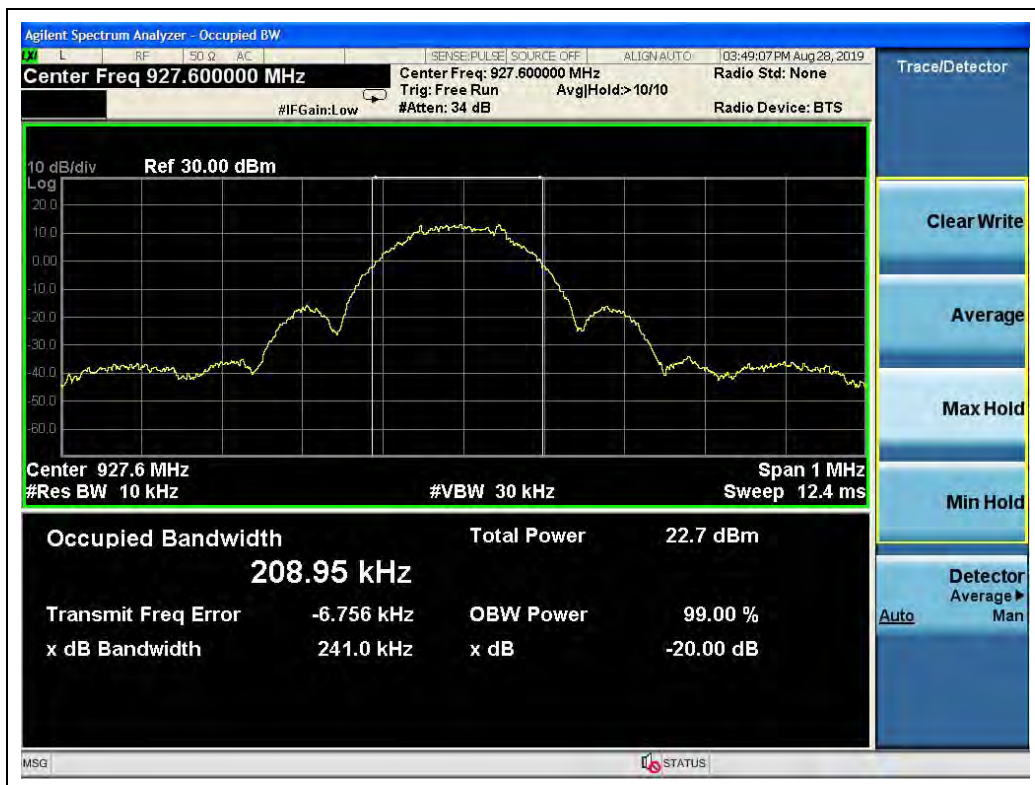 Agilent Spectrum Analyzer - Occupied BW
LXI L RF 50 Ω AC SENSE:PULSE SOURCE OFF ALIGN AUTO 03:49:07 PM Aug 28, 2019
Center Freq 927.600000 MHz
Center Freq: 927.600000 MHz
Radio Std: None
Trig: Free Run Avg|Hold:>10/10
#IFGain:Low
#Atten: 34 dB
Radio Device: BTS
Trace/Detector
10 dB/div Ref 30.00 dBm
Log
20.0
10.0
0.00
-10.0
-20.0
-30.0
-40.0
-50.0
-60.0
Center 927.6 MHz
Span 1 MHz
#Res BW 10 kHz
#VBW 30 kHz
Sweep 12.4 ms
Clear Write
Average
Max Hold
Min Hold
Detector
Average▶
Auto Man
Occupied Bandwidth
208.95 kHz
Total Power 22.7 dBm
Transmit Freq Error -6.756 kHz
OBW Power 99.00 %
x dB Bandwidth 241.0 kHz
x dB -20.00 dB
MSG
STATUS